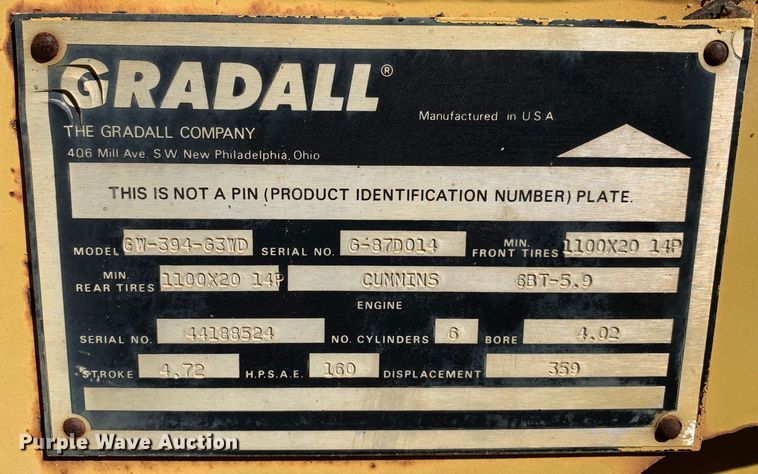 GRADALL®
Manufactured in U.S.A.
THE GRADALL COMPANY
406 Mill Ave. S.W. New Philadelphia, Ohio
THIS IS NOT A PIN (PRODUCT IDENTIFICATION NUMBER) PLATE.
MODEL GW-394-G3WD SERIAL NO. G-87D014 MIN. FRONT TIRES 1100X20 14P
MIN. REAR TIRES 1100X20 14P CUMMINS 6BT-5.9
ENGINE
SERIAL NO. 44188524 NO. CYLINDERS 6 BORE 4.02
STROKE 4.72 H.P.S.A.E. 160 DISPLACEMENT 359
Purple Wave Auction